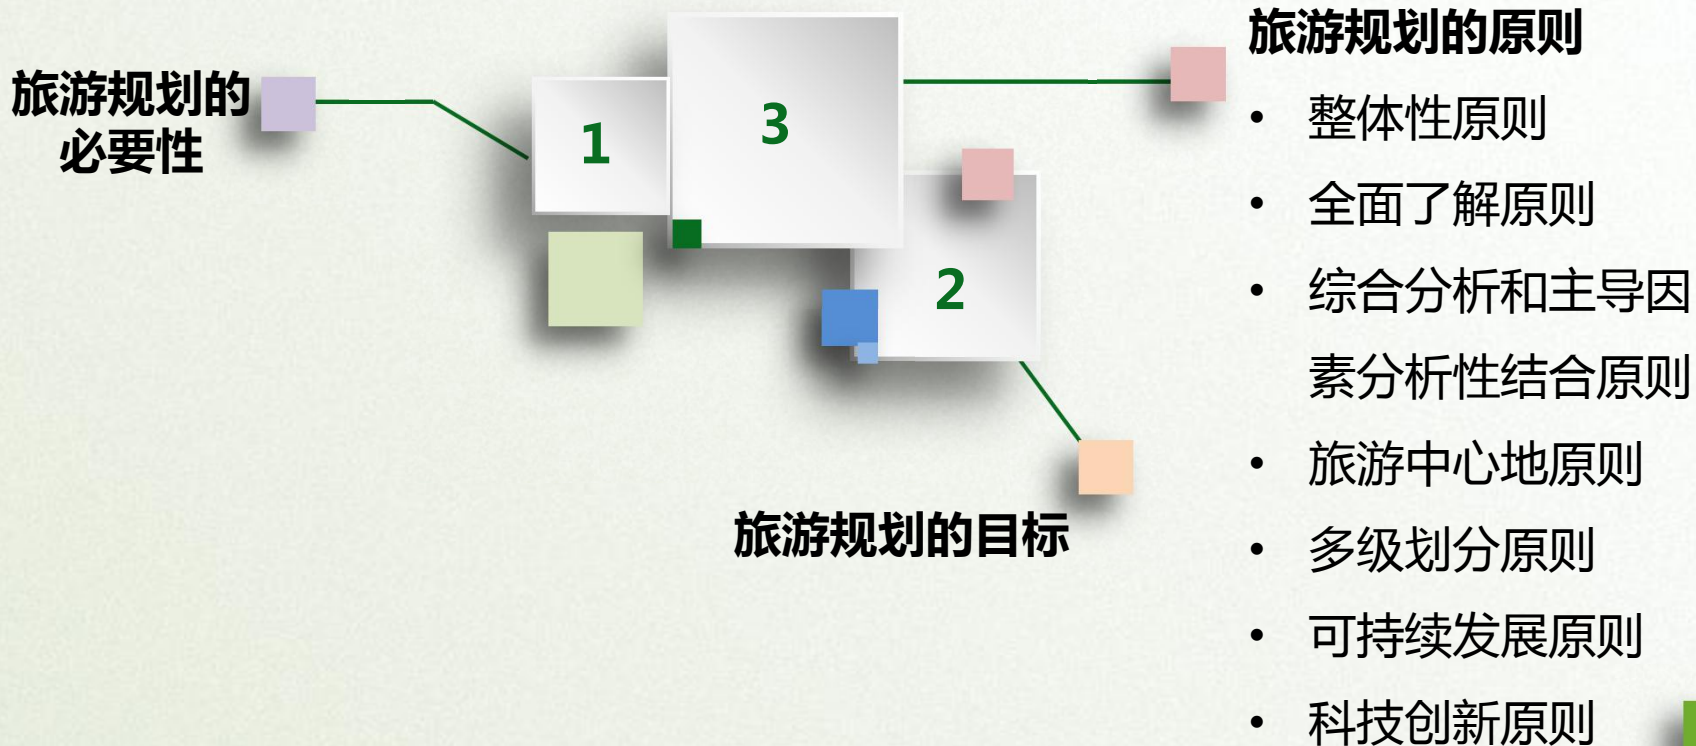 旅游规划的
必要性
1
3
2
旅游规划的目标
旅游规划的原则
• 整体性原则
• 全面了解原则
• 综合分析和主导因
素分析性结合原则
• 旅游中心地原则
• 多级划分原则
• 可持续发展原则
• 科技创新原则